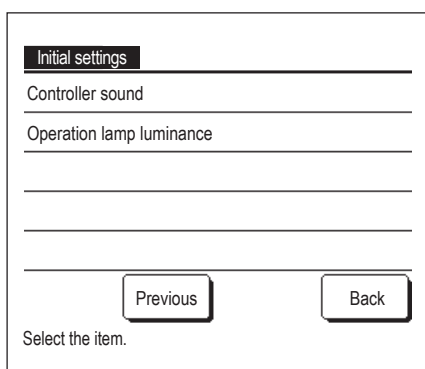 Initial settings
Controller sound
Operation lamp luminance
Previous Back
Select the item.